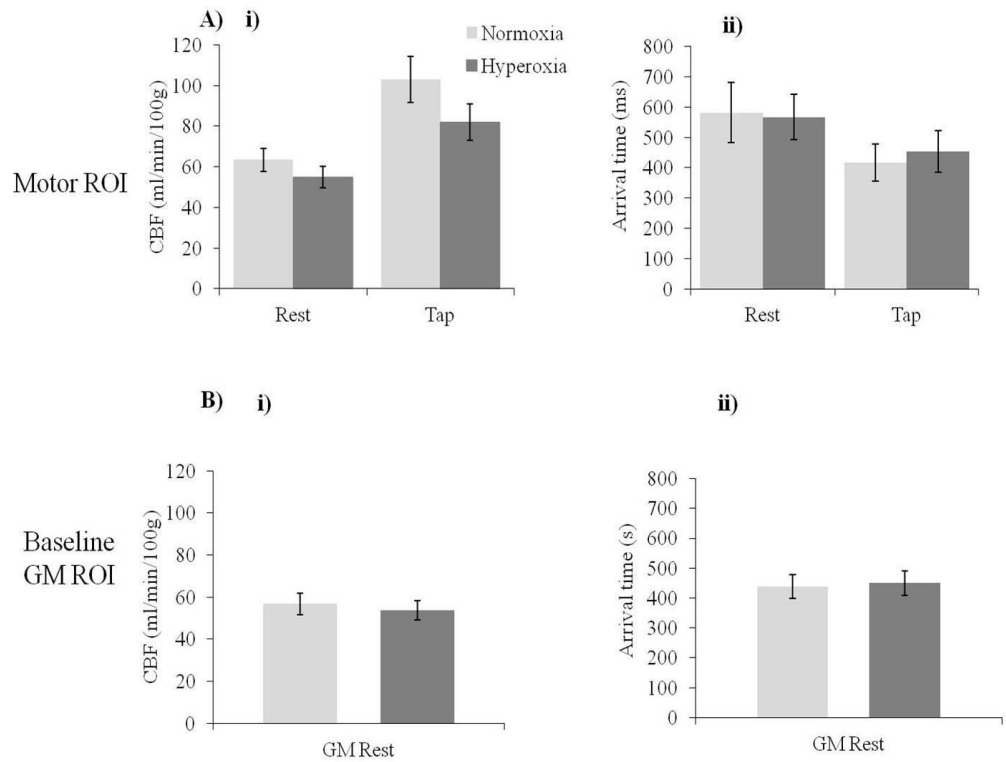 A) i)
Normoxia
Hyperoxia
Motor ROI
CBF (ml/min/100g)
120
100
80
60
40
20
0
Rest Tap
ii)
Arrival time (ms)
800
700
600
500
400
300
200
100
0
Rest Tap
B) i)
Baseline
GM ROI
CBF (ml/min/100g)
120
100
80
60
40
20
0
GM Rest
ii)
Arrival time (s)
800
700
600
500
400
300
200
100
0
GM Rest